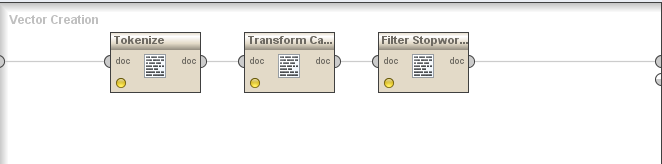 Vector Creation
Tokenize
Transform Ca...
Filter Stopwor...
doc doc
doc doc
doc doc